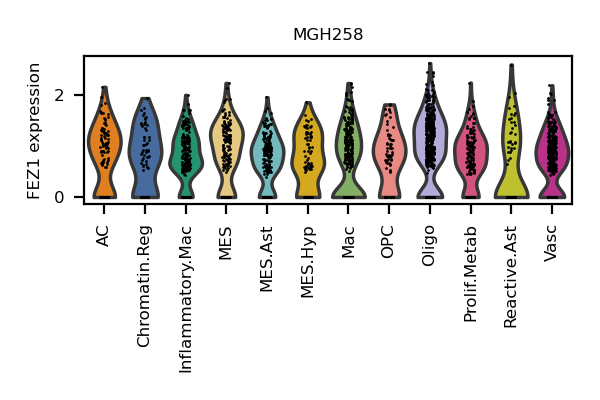 MGH258
FEZ1 expression
2
0
AC
Chromatin.Reg
Inflammatory.Mac
MES
MES.Ast
MES.Hyp
Mac
OPC
Oligo
Prolif.Metab
Reactive.Ast
Vasc